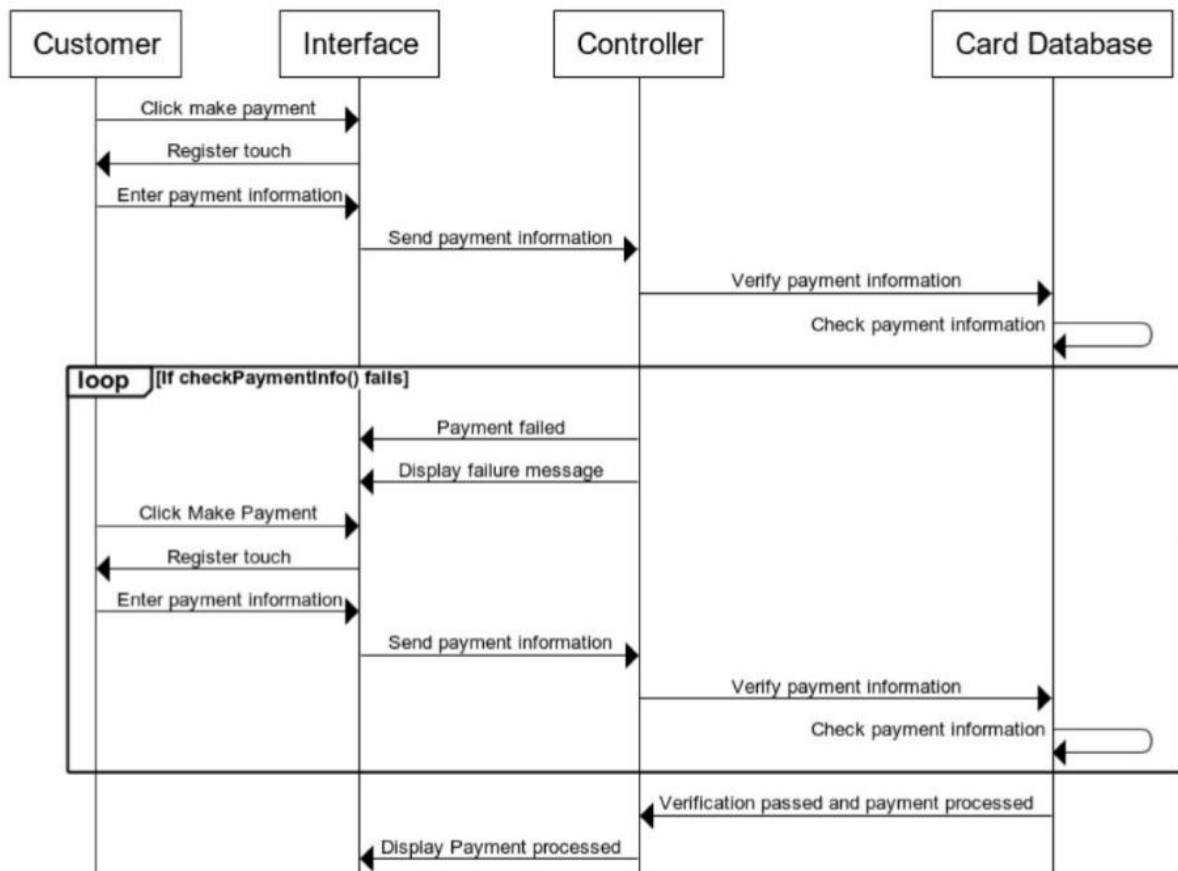 Customer
Interface
Controller
Card Database
Click make payment
Register touch
Enter payment information
Send payment information
Verify payment information
Check payment information
loop
[If checkPaymentInfo() fails]
Payment failed
Display failure message
Click Make Payment
Register touch
Enter payment information
Send payment information
Verify payment information
Check payment information
Verification passed and payment processed
Display Payment processed